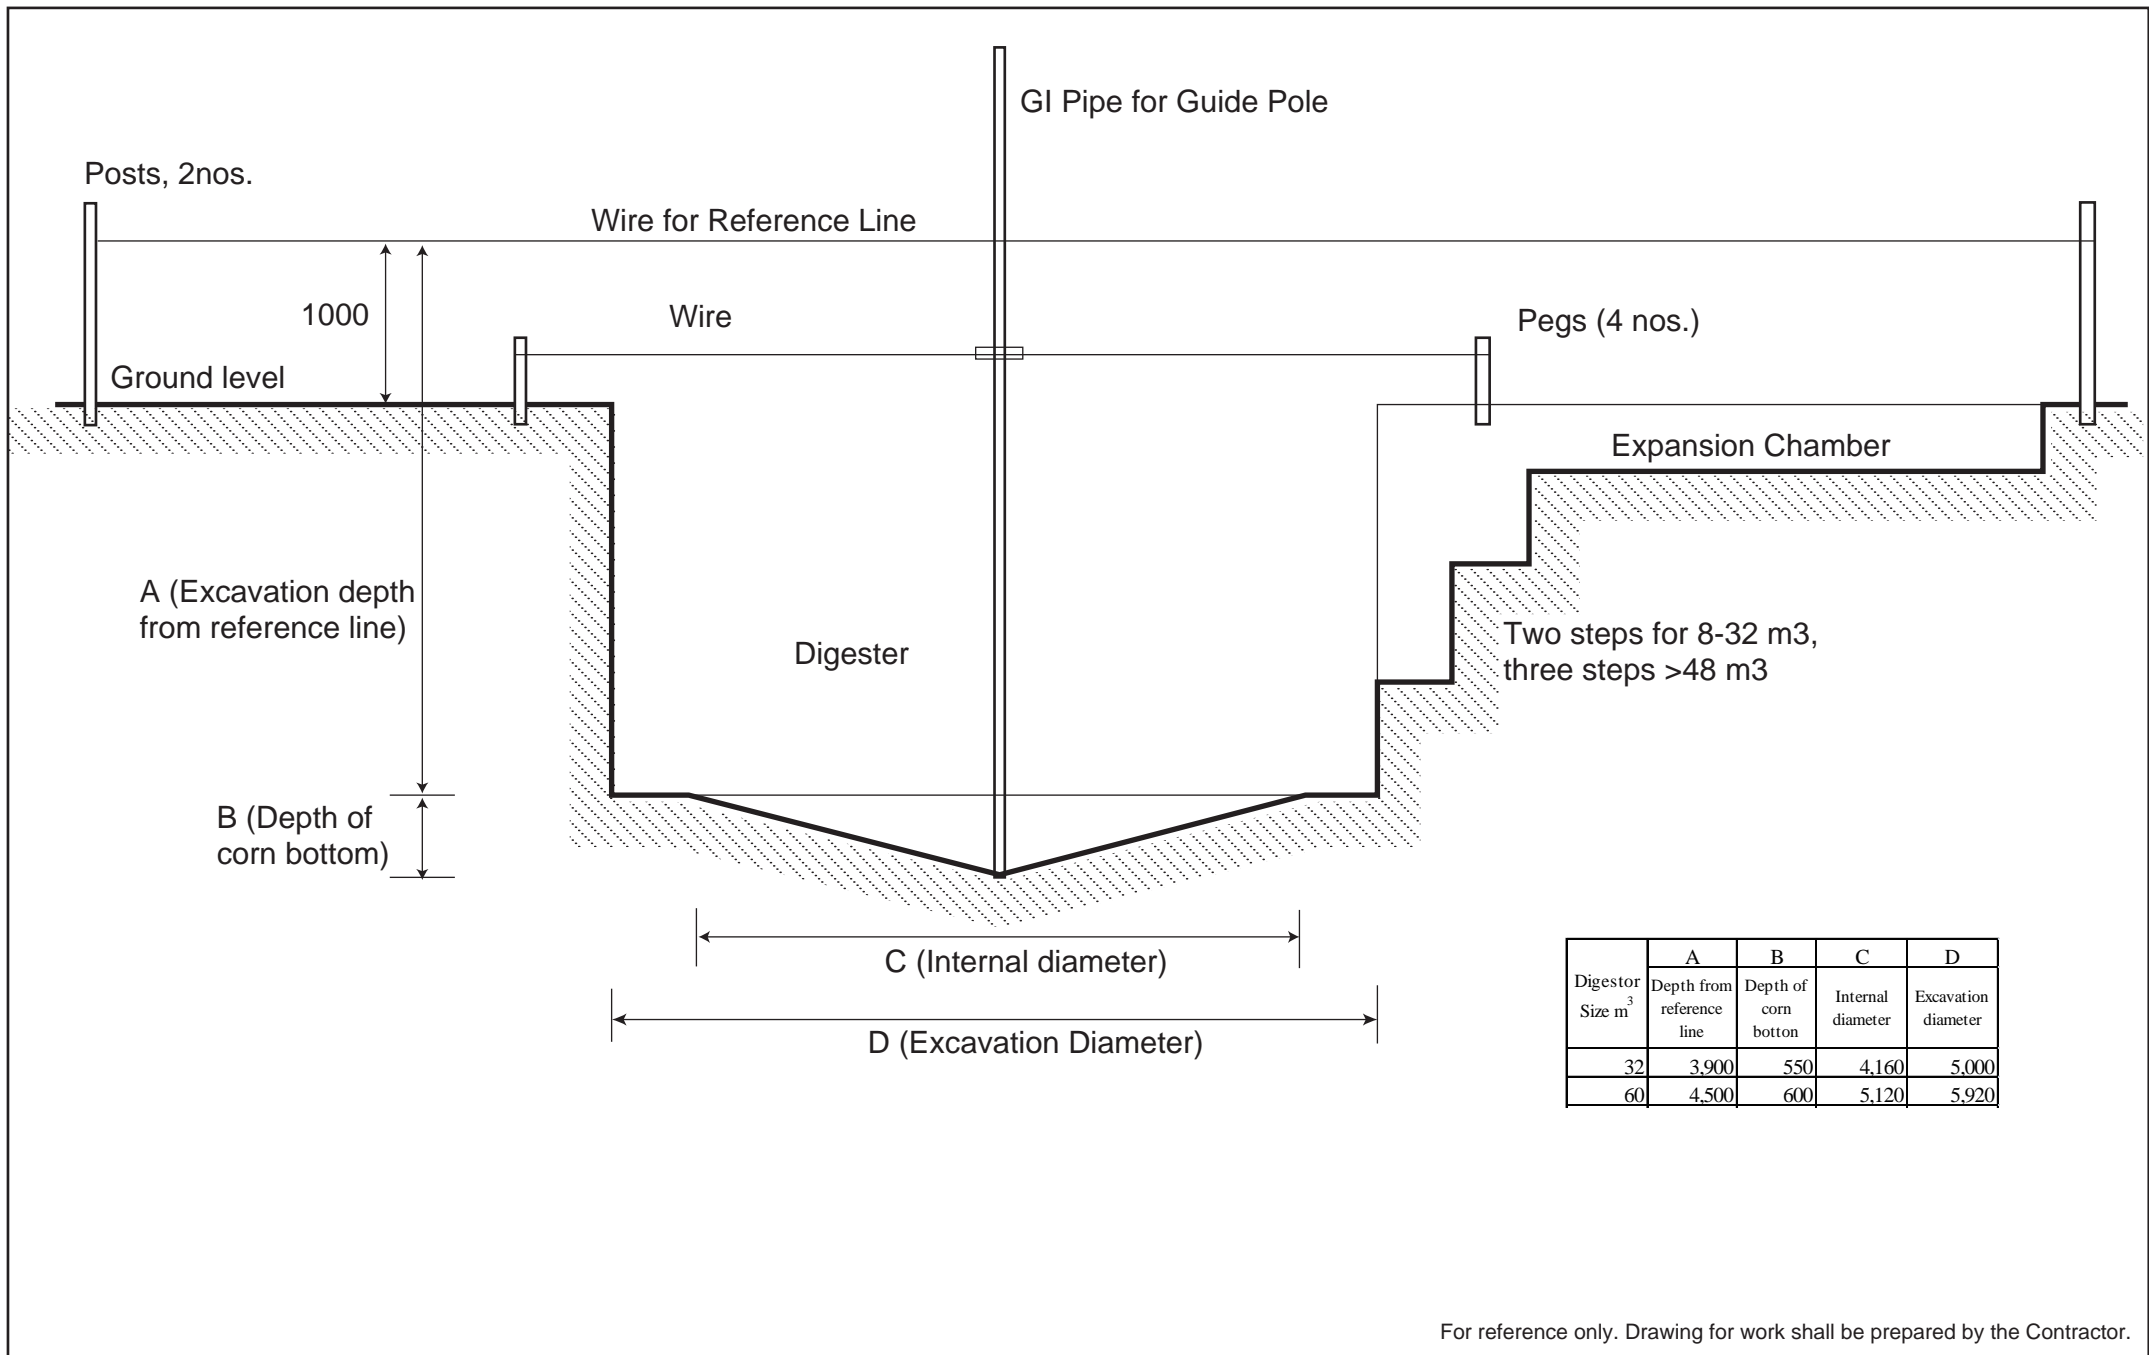 GI Pipe for Guide Pole
Posts, 2nos.
Wire for Reference Line
1000
Wire
Pegs (4 nos.)
Ground level
Expansion Chamber
A (Excavation depth
from reference line)
Digester
Two steps for 8-32 m3,
three steps >48 m3
B (Depth of
corn bottom)
C (Internal diameter)
D (Excavation Diameter)
Digestor Size m3 | A | B | C | D
Depth from reference line | Depth of corn botton | Internal diameter | Excavation diameter
32 | 3,900 | 550 | 4,160 | 5,000
60 | 4,500 | 600 | 5,120 | 5,920
For reference only. Drawing for work shall be prepared by the Contractor.